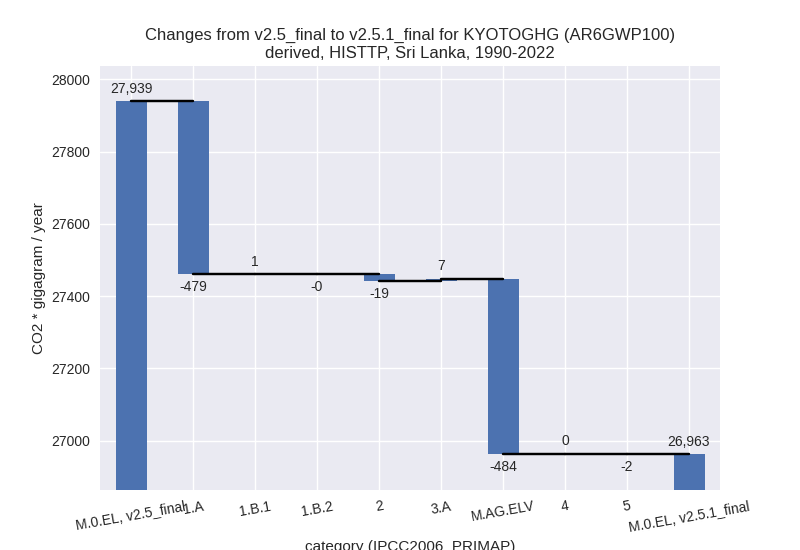 Changes from v2.5_final to v2.5.1_final for KYOTOGHG (AR6GWP100)
derived, HISTTP, Sri Lanka, 1990-2022
28000
27800
27600
27400
27200
27000
CO2 * gigagram / year
27,939
-479
1
-0
-19
7
-484
0
-2
26,963
M.0.EL, v2.5_final
1.A
1.B.1
1.B.2
2
3.A
M.AG.ELV
4
5
M.0.EL, v2.5.1_final
category (IPCC2006_PRIMAP)